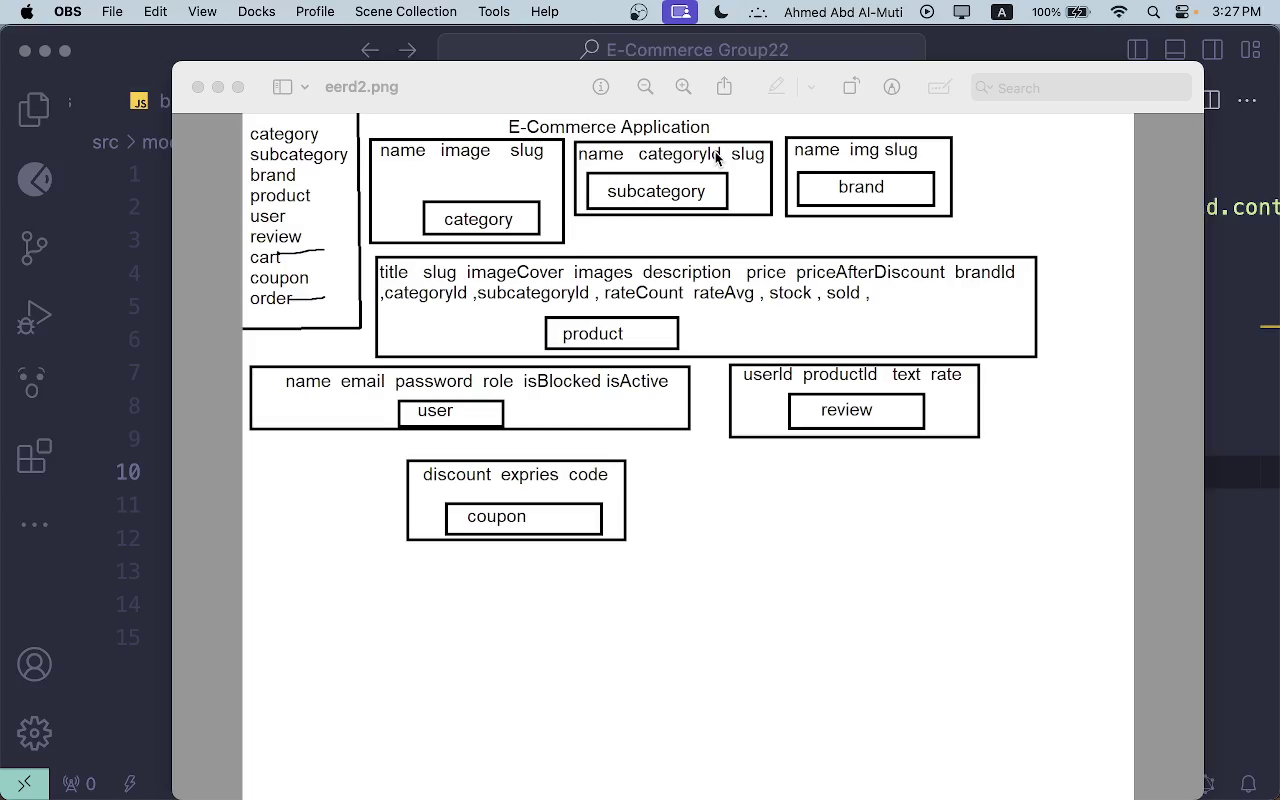 OBS File Edit View Docks Profile Scene Collection Tools Help Ahmed Abd Al-Muti A 100% 3:27 PM
E-Commerce Group22
eerd2.png
Search
JS b
src > mo
category
subcategory
brand
product
user
review
cart
coupon
order
E-Commerce Application
name image slug
category
name categoryId slug
subcategory
name img slug
brand
title slug imageCover images description price priceAfterDiscount brandId
,categoryId ,subcategoryId , rateCount rateAvg , stock , sold ,
product
name email password role isBlocked isActive
user
userId productId text rate
review
discount expries code
coupon
1
2
3
4
5
6
7
8
9
10
11
12
13
14
15
d.cont
0